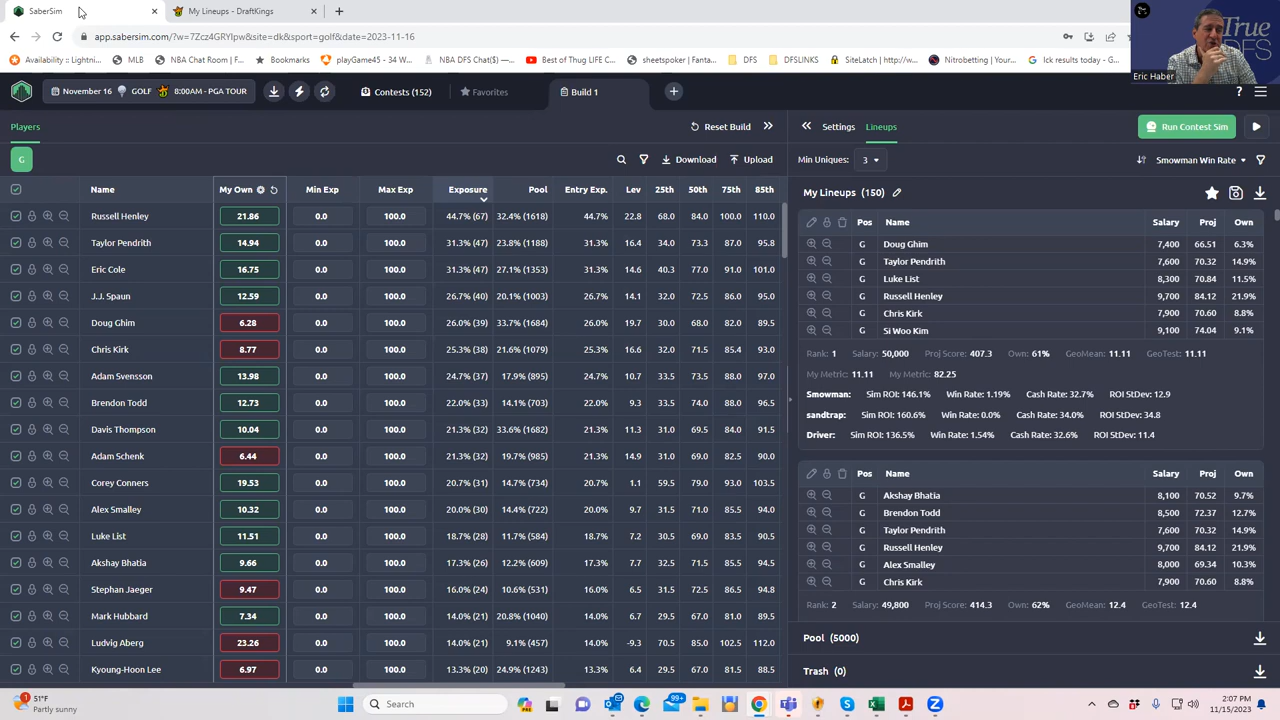 SaberSim
My Lineups - DraftKings
app.sabersim.com/?w=7Zcz4GRYIpw&site=dk&sport=golf&date=2023-11-16
Availability :: Lightni...
MLB
NBA Chat Room - w...
Bookmarks
playGame45 - 34 W...
NBA DFS Chat($) —...
Best of Thug LIFE C...
sheetspoker | Fanta...
DFS
DFSLINKS
SiteLatch
Nitrobetting | Your...
Ick results today - G...
True
DFS
Eric Haber
November 16
GOLF
8:00AM - PGA TOUR
Contests (152)
Favorites
Build 1
Players
Reset Build
Settings
Lineups
Run Contest Sim
G
Download
Upload
Min Uniques:
3
Smowman Win Rate
Name My Own Min Exp Max Exp Exposure Pool Entry Exp. Lev 25th 50th 75th 85th
Russell Henley 21.86 0.0 100.0 44.7% (67) 32.4% (1618) 44.7% 22.8 68.0 84.0 100.0 110.0
Taylor Pendrith 14.94 0.0 100.0 31.3% (47) 23.8% (1188) 31.3% 16.4 34.0 73.3 87.0 95.8
Eric Cole 16.75 0.0 100.0 31.3% (47) 27.1% (1353) 31.3% 14.6 40.3 77.0 91.0 101.0
J.J. Spaun 12.59 0.0 100.0 26.7% (40) 20.1% (1003) 26.7% 14.1 32.0 72.5 86.0 95.0
Doug Ghim 6.28 0.0 100.0 26.0% (39) 33.7% (1684) 26.0% 19.7 30.0 68.0 82.0 89.5
Chris Kirk 8.77 0.0 100.0 25.3% (38) 21.6% (1079) 25.3% 16.6 32.0 71.5 85.4 93.0
Adam Svensson 13.98 0.0 100.0 24.7% (37) 17.9% (895) 24.7% 10.7 33.5 74.0 88.0 97.0
Brendon Todd 12.73 0.0 100.0 22.0% (33) 14.1% (703) 22.0% 9.3 33.5 74.0 88.0 96.5
Davis Thompson 10.04 0.0 100.0 21.3% (32) 33.6% (1682) 21.3% 11.3 31.0 69.5 84.0 91.5
Adam Schenk 6.44 0.0 100.0 21.3% (32) 19.7% (985) 21.3% 14.9 31.0 69.0 82.5 90.0
Corey Conners 19.53 0.0 100.0 20.7% (31) 14.7% (734) 20.7% 1.1 59.5 79.0 93.0 103.5
Alex Smalley 10.32 0.0 100.0 20.0% (30) 14.4% (722) 20.0% 9.7 31.0 70.5 84.0 94.0
Luke List 11.51 0.0 100.0 18.7% (28) 11.7% (584) 18.7% 7.2 30.5 69.0 83.5 92.5
Akshay Bhatia 9.66 0.0 100.0 17.3% (26) 12.2% (609) 17.3% 7.7 32.0 71.5 85.5 94.5
Stephan Jaeger 9.47 0.0 100.0 16.0% (24) 10.6% (531) 16.0% 6.5 31.5 72.5 86.5 94.8
Mark Hubbard 7.34 0.0 100.0 14.0% (21) 20.8% (1040) 14.0% 6.7 29.5 67.0 81.0 89.0
Ludvig Aberg 23.26 0.0 100.0 14.0% (21) 9.1% (457) 14.0% -9.3 37.0 85.5 102.5 112.0
Kyoung-Hoon Lee 6.97 0.0 100.0 13.3% (20) 24.9% (1243) 13.3% 6.4 29.5 67.0 81.5 88.5
My Lineups (150)
Pos Name Salary Proj Own
G Doug Ghim 7,400 66.51 6.3%
G Taylor Pendrith 7,600 70.32 14.9%
G Luke List 8,300 70.84 11.5%
G Russell Henley 9,700 84.12 21.9%
G Chris Kirk 7,900 70.60 8.8%
G Si Woo Kim 9,100 74.04 9.1%
Rank: 1 Salary: 50,000 Proj Score: 407.3 Own: 61% GeoMean: 11.11 GeoTest: 11.11
My Metric: 11.11 My Metric: 82.25
Smowman: Sim ROI: 146.1% Win Rate: 1.19% Cash Rate: 32.7% ROI StDev: 12.9
sandtrap: Sim ROI: 160.6% Win Rate: 0.0% Cash Rate: 34.0% ROI StDev: 34.8
Driver: Sim ROI: 136.5% Win Rate: 1.54% Cash Rate: 32.6% ROI StDev: 11.4
Pos Name Salary Proj Own
G Akshay Bhatia 8,100 70.52 9.7%
G Brendon Todd 8,500 72.37 12.7%
G Taylor Pendrith 7,600 70.32 14.9%
G Russell Henley 9,700 84.12 21.9%
G Alex Smalley 8,000 69.34 10.3%
G Chris Kirk 7,900 70.60 8.8%
Rank: 2 Salary: 49,800 Proj Score: 414.3 Own: 62% GeoMean: 12.4 GeoTest: 12.4
Pool (5000)
Trash (0)
51°F
Partly sunny
Search
99+
2:07 PM
11/15/2023